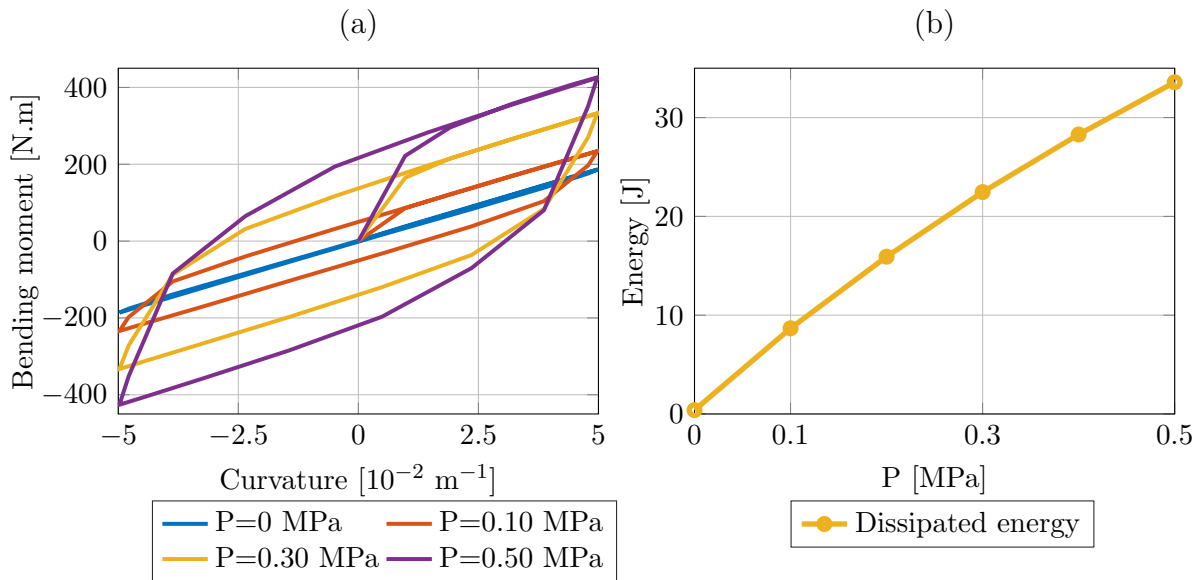 (a)
Bending moment [N.m]
400
200
0
−200
−400
−5
−2.5
0
2.5
5
Curvature [10⁻² m⁻¹]
P=0 MPa
P=0.10 MPa
P=0.30 MPa
P=0.50 MPa
(b)
Energy [J]
30
20
10
0
0
0.1
0.3
0.5
P [MPa]
Dissipated energy